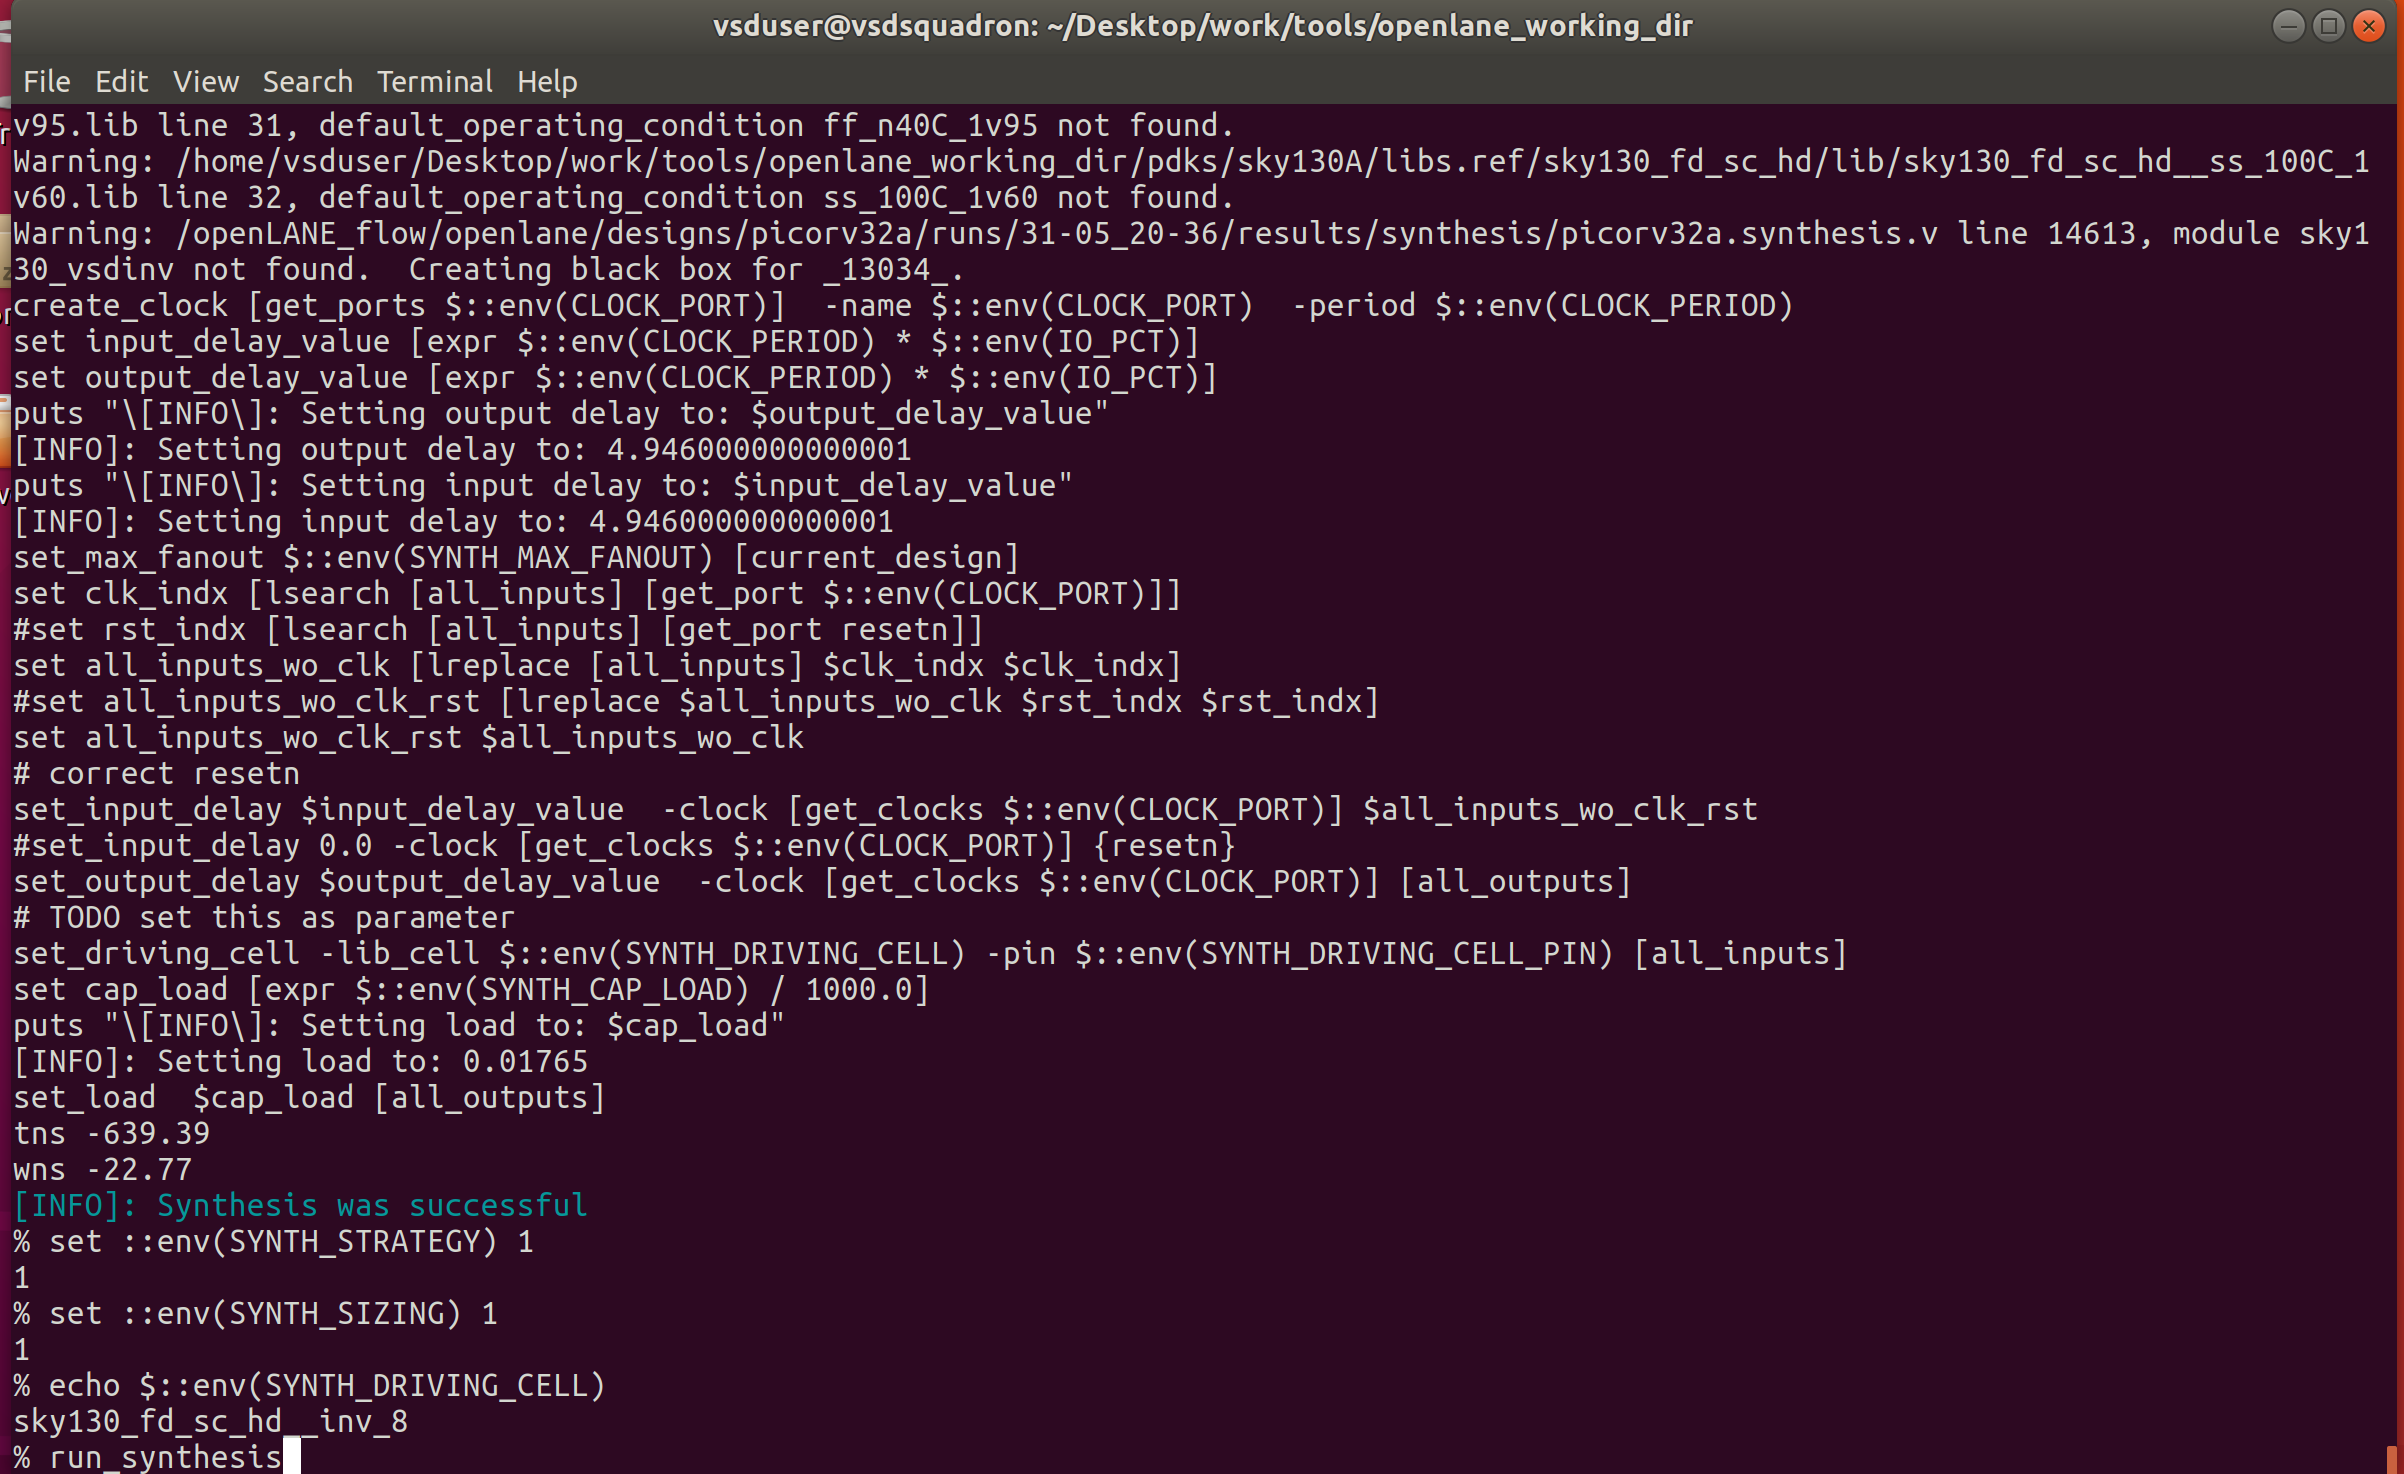 vsduser@vsdsquadron: ~/Desktop/work/tools/openlane_working_dir
File Edit View Search Terminal Help
v95.lib line 31, default_operating_condition ff_n40C_1v95 not found.
Warning: /home/vsduser/Desktop/work/tools/openlane_working_dir/pdks/sky130A/libs.ref/sky130_fd_sc_hd/lib/sky130_fd_sc_hd__ss_100C_1
v60.lib line 32, default_operating_condition ss_100C_1v60 not found.
Warning: /openLANE_flow/openlane/designs/picorv32a/runs/31-05_20-36/results/synthesis/picorv32a.synthesis.v line 14613, module sky1
30_vsdinv not found.  Creating black box for _13034_.
create_clock [get_ports $::env(CLOCK_PORT)]  -name $::env(CLOCK_PORT)  -period $::env(CLOCK_PERIOD)
set input_delay_value [expr $::env(CLOCK_PERIOD) * $::env(IO_PCT)]
set output_delay_value [expr $::env(CLOCK_PERIOD) * $::env(IO_PCT)]
puts "\[INFO\]: Setting output delay to: $output_delay_value"
[INFO]: Setting output delay to: 4.946000000000001
puts "\[INFO\]: Setting input delay to: $input_delay_value"
[INFO]: Setting input delay to: 4.946000000000001
set_max_fanout $::env(SYNTH_MAX_FANOUT) [current_design]
set clk_indx [lsearch [all_inputs] [get_port $::env(CLOCK_PORT)]]
#set rst_indx [lsearch [all_inputs] [get_port resetn]]
set all_inputs_wo_clk [lreplace [all_inputs] $clk_indx $clk_indx]
#set all_inputs_wo_clk_rst [lreplace $all_inputs_wo_clk $rst_indx $rst_indx]
set all_inputs_wo_clk_rst $all_inputs_wo_clk
# correct resetn
set_input_delay $input_delay_value  -clock [get_clocks $::env(CLOCK_PORT)] $all_inputs_wo_clk_rst
#set_input_delay 0.0 -clock [get_clocks $::env(CLOCK_PORT)] {resetn}
set_output_delay $output_delay_value  -clock [get_clocks $::env(CLOCK_PORT)] [all_outputs]
# TODO set this as parameter
set_driving_cell -lib_cell $::env(SYNTH_DRIVING_CELL) -pin $::env(SYNTH_DRIVING_CELL_PIN) [all_inputs]
set cap_load [expr $::env(SYNTH_CAP_LOAD) / 1000.0]
puts "\[INFO\]: Setting load to: $cap_load"
[INFO]: Setting load to: 0.01765
set_load  $cap_load [all_outputs]
tns -639.39
wns -22.77
[INFO]: Synthesis was successful
% set ::env(SYNTH_STRATEGY) 1
1
% set ::env(SYNTH_SIZING) 1
1
% echo $::env(SYNTH_DRIVING_CELL)
sky130_fd_sc_hd__inv_8
% run_synthesis